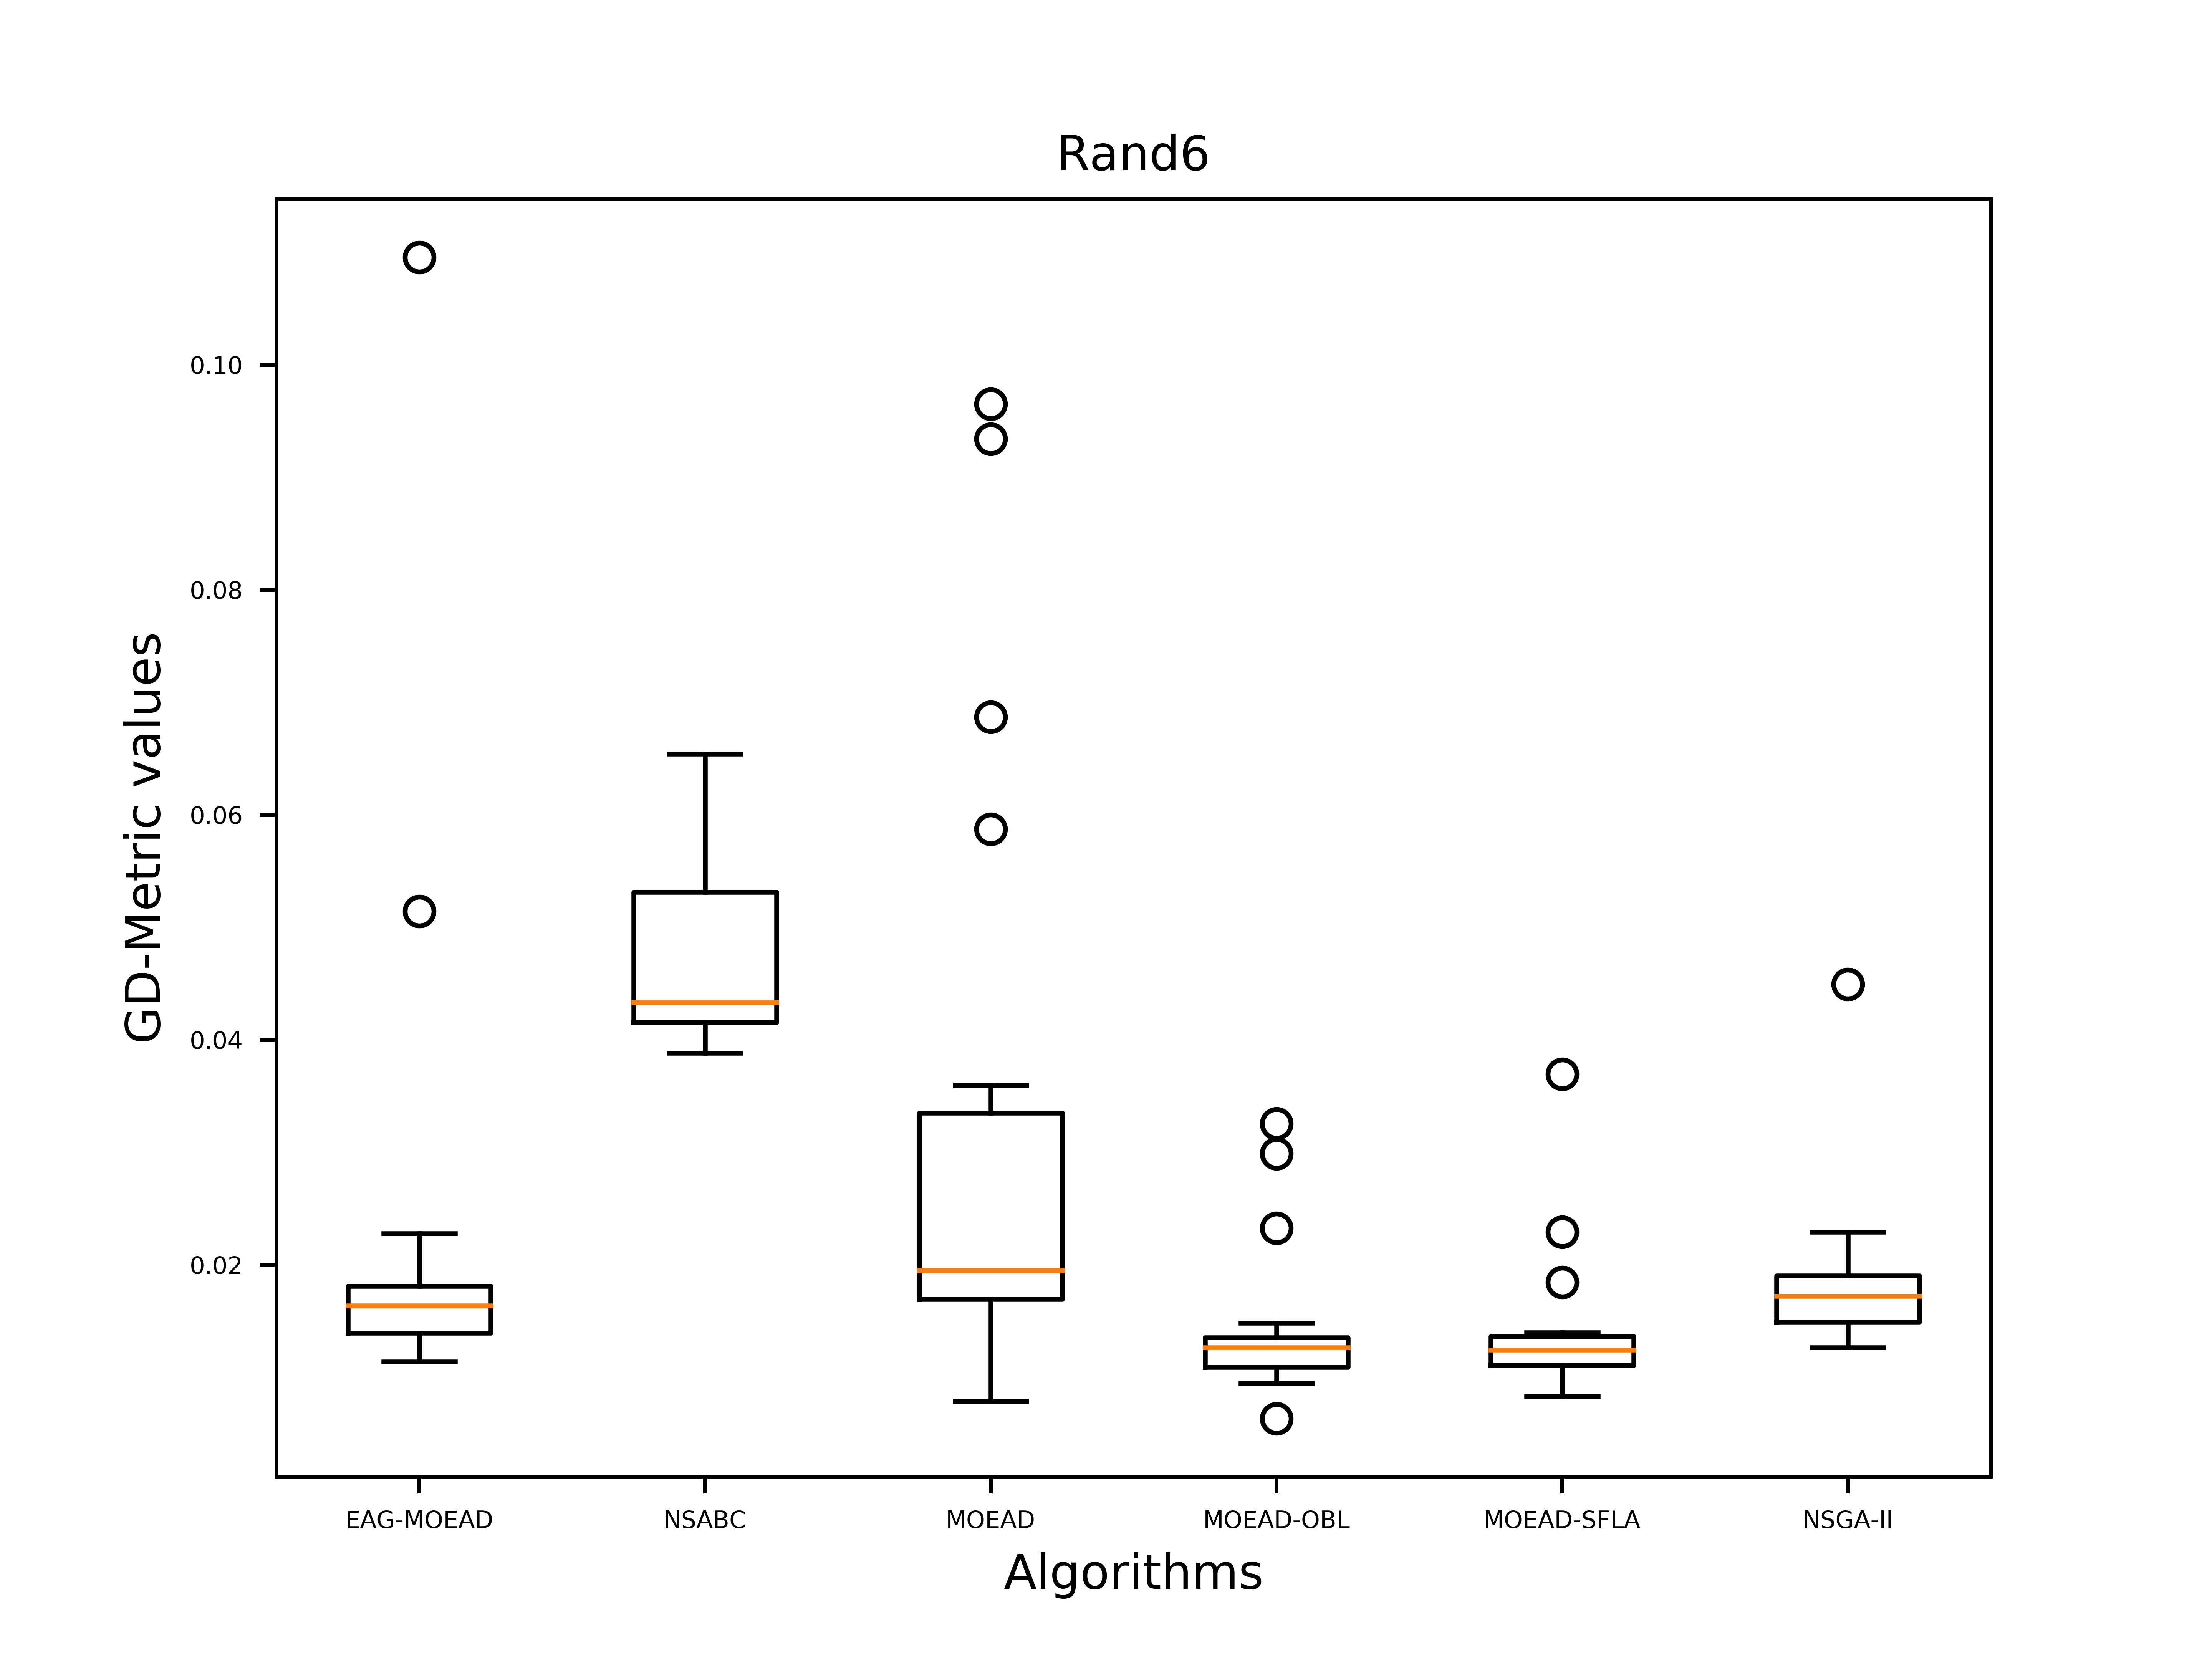 Rand6
GD-Metric values
0.10
0.08
0.06
0.04
0.02
EAG-MOEAD NSABC MOEAD MOEAD-OBL MOEAD-SFLA NSGA-II
Algorithms